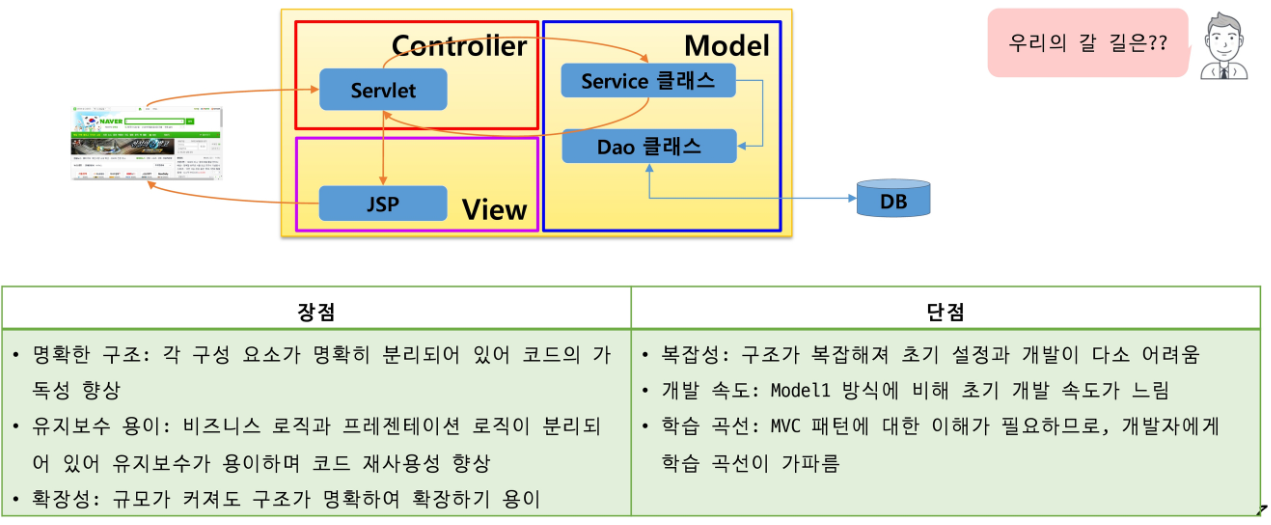 Controller
Model
우리의 갈 길은??
Servlet
Service 클래스
NAVER
Dao 클래스
JSP
View
DB
장점
단점
• 명확한 구조: 각 구성 요소가 명확히 분리되어 있어 코드의 가
독성 향상
• 유지보수 용이: 비즈니스 로직과 프레젠테이션 로직이 분리되
어 있어 유지보수가 용이하며 코드 재사용성 향상
• 확장성: 규모가 커져도 구조가 명확하여 확장하기 용이
• 복잡성: 구조가 복잡해져 초기 설정과 개발이 다소 어려움
• 개발 속도: Model1 방식에 비해 초기 개발 속도가 느림
• 학습 곡선: MVC 패턴에 대한 이해가 필요하므로, 개발자에게
학습 곡선이 가파름